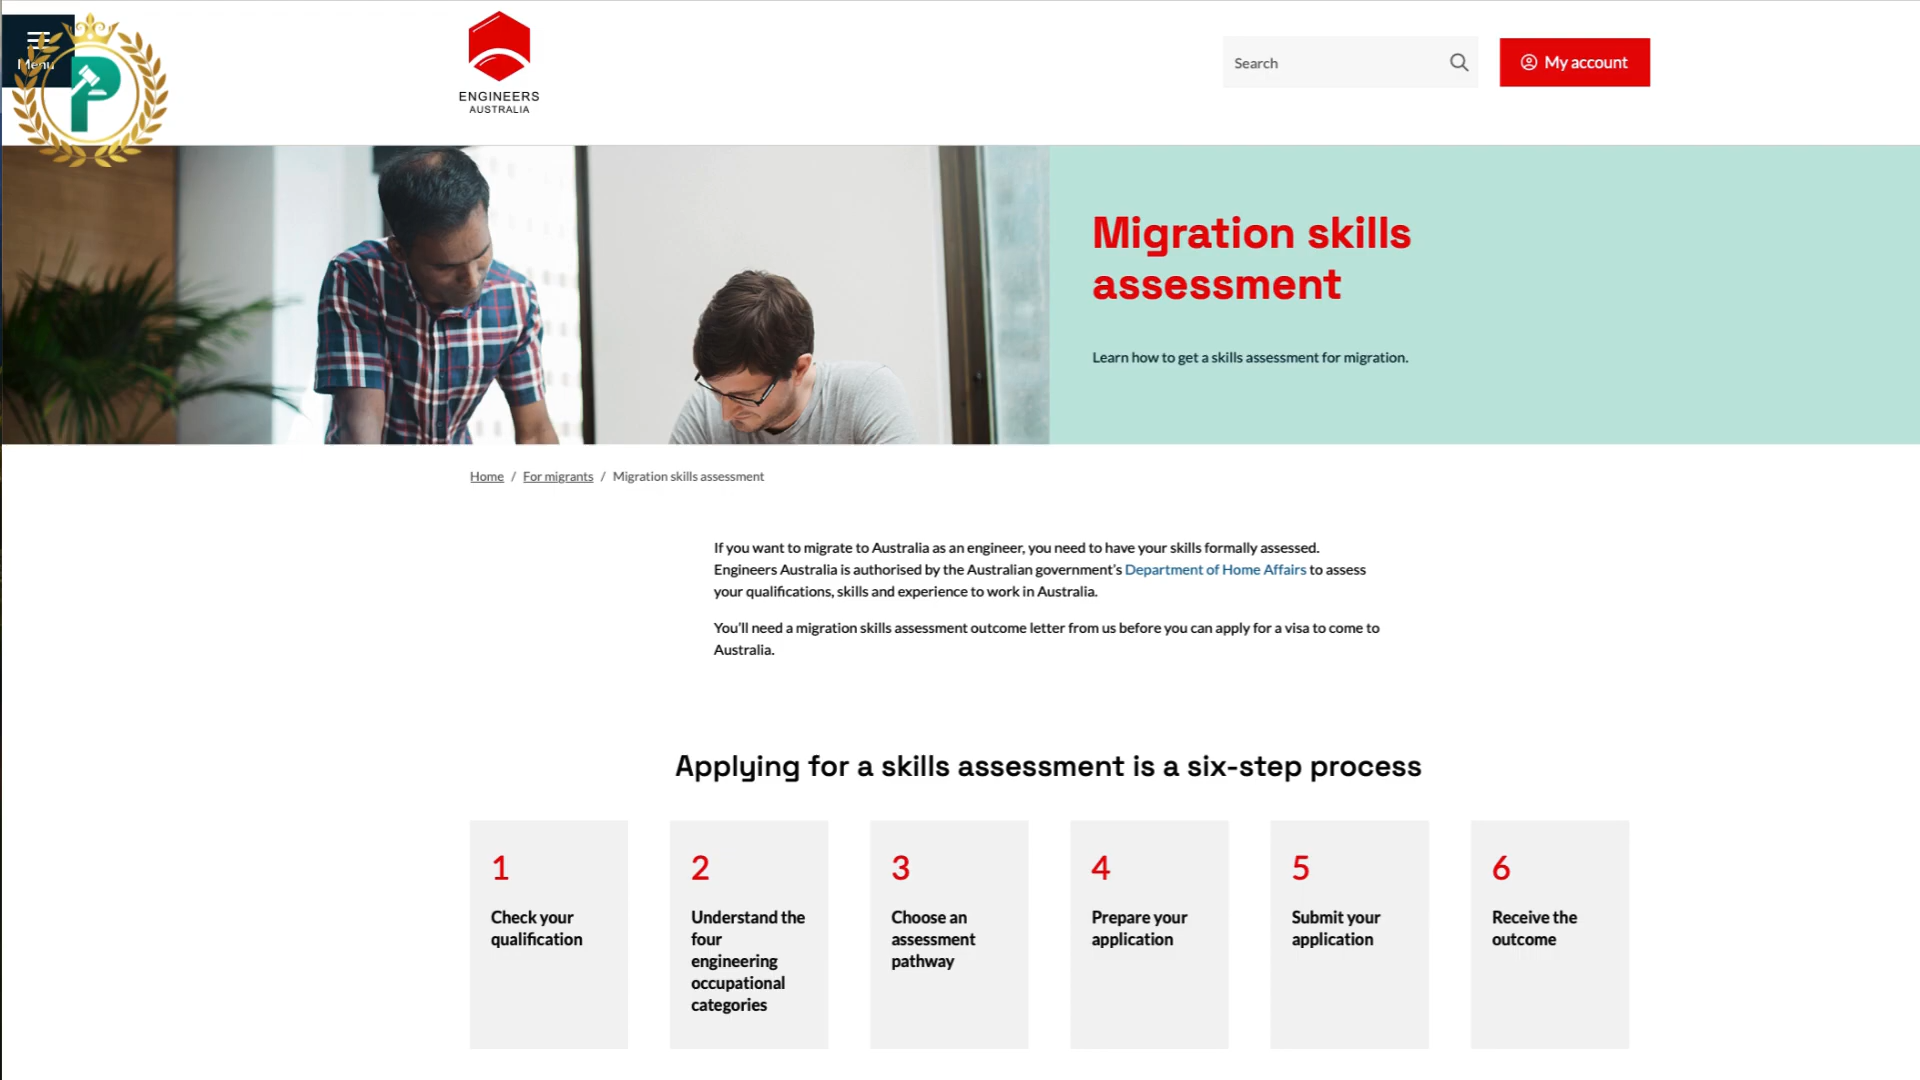 Menu
ENGINEERS
AUSTRALIA
Search
My account
Migration skills
assessment
Learn how to get a skills assessment for migration.
Home / For migrants / Migration skills assessment
If you want to migrate to Australia as an engineer, you need to have your skills formally assessed.
Engineers Australia is authorised by the Australian government's Department of Home Affairs to assess
your qualifications, skills and experience to work in Australia.
You'll need a migration skills assessment outcome letter from us before you can apply for a visa to come to
Australia.
Applying for a skills assessment is a six-step process
1
Check your
qualification
2
Understand the
four
engineering
occupational
categories
3
Choose an
assessment
pathway
4
Prepare your
application
5
Submit your
application
6
Receive the
outcome